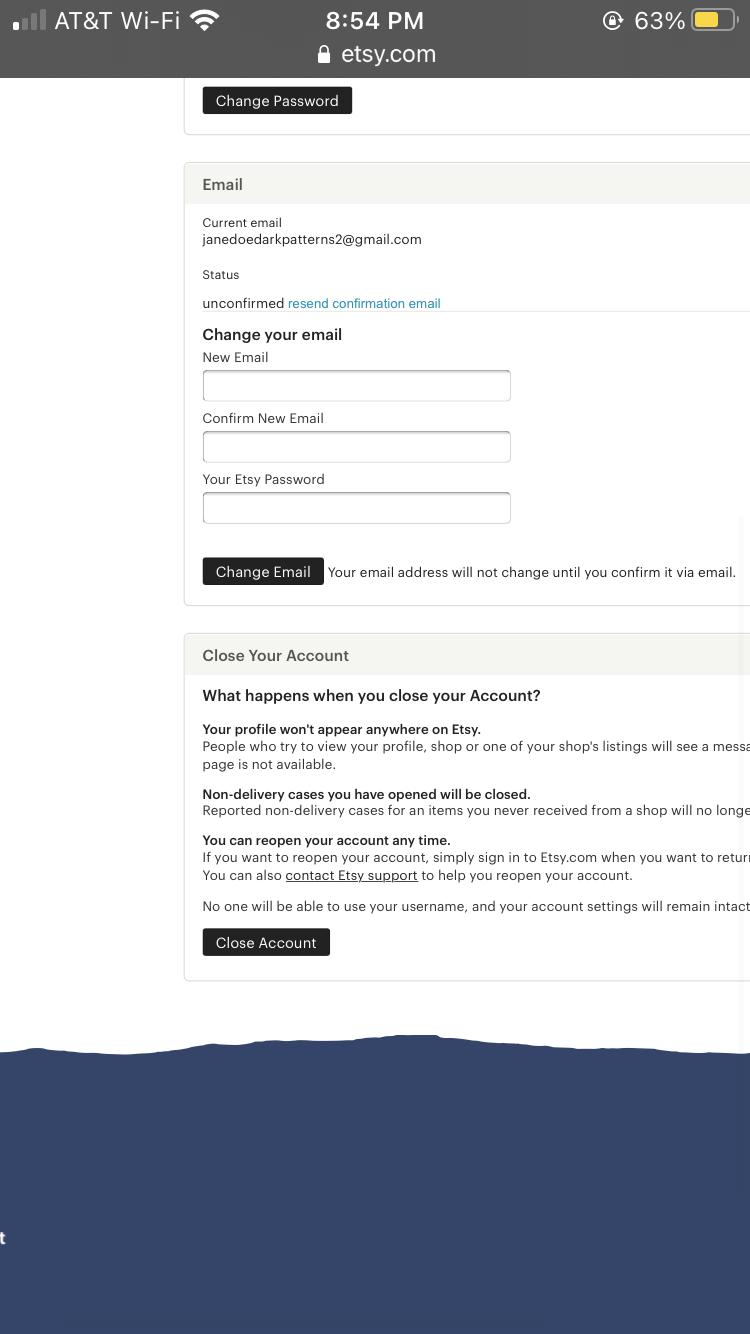 AT&T Wi-Fi 8:54 PM 63%
etsy.com
Change Password
Email
Current email
janedoedarkpatterns2@gmail.com
Status
unconfirmed resend confirmation email
Change your email
New Email
Confirm New Email
Your Etsy Password
Change Email Your email address will not change until you confirm it via email.
Close Your Account
What happens when you close your Account?
Your profile won't appear anywhere on Etsy.
People who try to view your profile, shop or one of your shop's listings will see a messa
page is not available.
Non-delivery cases you have opened will be closed.
Reported non-delivery cases for an items you never received from a shop will no longe
You can reopen your account any time.
If you want to reopen your account, simply sign in to Etsy.com when you want to retur
You can also contact Etsy support to help you reopen your account.
No one will be able to use your username, and your account settings will remain intact
Close Account
t